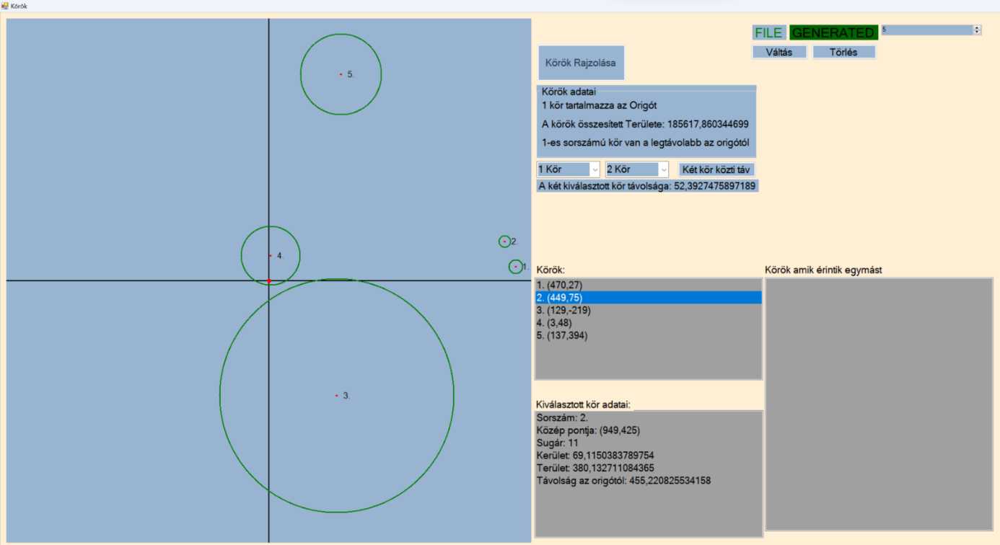 Körök
FILE GENERATED 5
Váltás Törlés
Körök Rajzolása
Körök adatai
1 kör tartalmazza az Origót
A körök összesített Területe: 185617,860344699
1-es sorszámú kör van a legtávolabb az origótól
1 Kör 2 Kör Két kör közti táv
A két kiválasztott kör távolsága: 52,3927475897189
5.
2.
4.
1.
3.
Körök:
1. (470,27)
2. (449,75)
3. (129,-219)
4. (3,48)
5. (137,394)
Körök amik érintik egymást
Kiválasztott kör adatai:
Sorszám: 2.
Közép pontja: (949,425)
Sugár: 11
Kerület: 69,1150383789754
Terület: 380,132711084365
Távolság az origótól: 455,220825534158